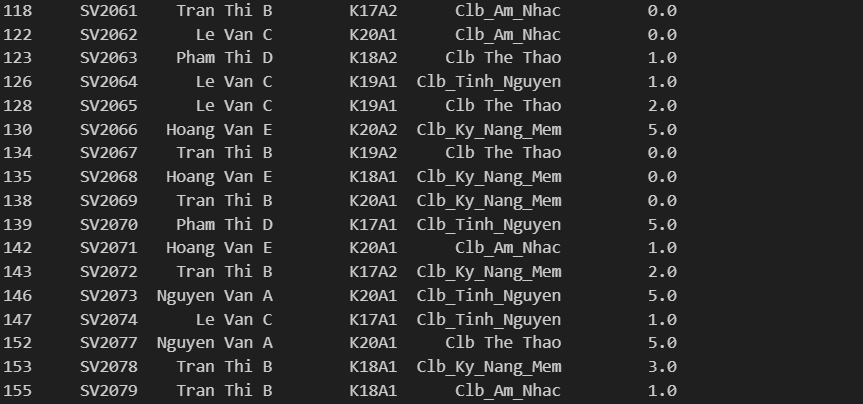 118 SV2061 Tran Thi B K17A2 Clb_Am_Nhac 0.0
122 SV2062 Le Van C K20A1 Clb_Am_Nhac 0.0
123 SV2063 Pham Thi D K18A2 Clb The Thao 1.0
126 SV2064 Le Van C K19A1 Clb_Tinh_Nguyen 1.0
128 SV2065 Le Van C K19A1 Clb The Thao 2.0
130 SV2066 Hoang Van E K20A2 Clb_Ky_Nang_Mem 5.0
134 SV2067 Tran Thi B K19A2 Clb The Thao 0.0
135 SV2068 Hoang Van E K18A1 Clb_Ky_Nang_Mem 0.0
138 SV2069 Tran Thi B K20A1 Clb_Ky_Nang_Mem 0.0
139 SV2070 Pham Thi D K17A1 Clb_Tinh_Nguyen 5.0
142 SV2071 Hoang Van E K20A1 Clb_Am_Nhac 1.0
143 SV2072 Tran Thi B K17A2 Clb_Ky_Nang_Mem 2.0
146 SV2073 Nguyen Van A K20A1 Clb_Tinh_Nguyen 5.0
147 SV2074 Le Van C K17A1 Clb_Tinh_Nguyen 1.0
152 SV2077 Nguyen Van A K20A1 Clb The Thao 5.0
153 SV2078 Tran Thi B K18A1 Clb_Ky_Nang_Mem 3.0
155 SV2079 Tran Thi B K18A1 Clb_Am_Nhac 1.0